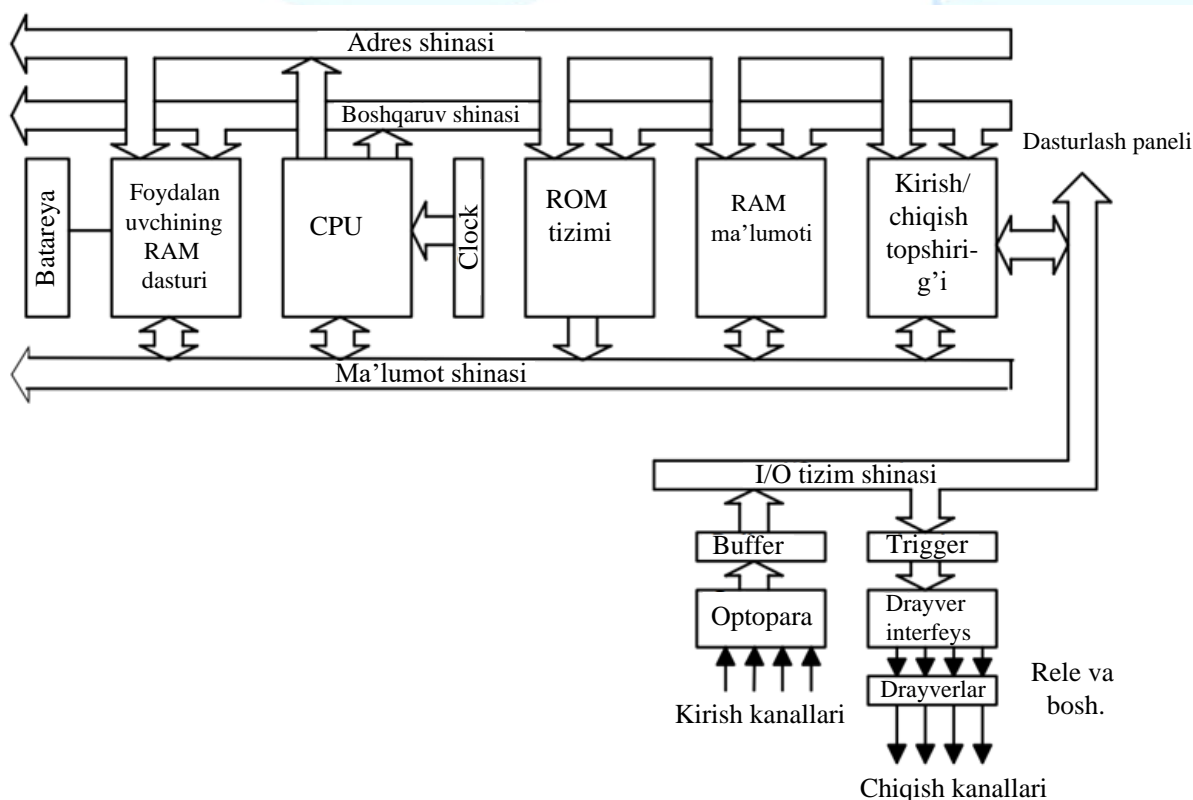 Adres shinasi
Boshqaruv shinasi
Dasturlash paneli
Batareya
Foydalan
uvchining
RAM
dasturi
CPU
Clock
ROM
tizimi
RAM
ma’lumoti
Kirish/
chiqish
topshiri-
g’i
Ma’lumot shinasi
I/O tizim shinasi
Buffer
Trigger
Optopara
Drayver
interfeys
Kirish kanallari
Drayverlar
Rele va
bosh.
Chiqish kanallari